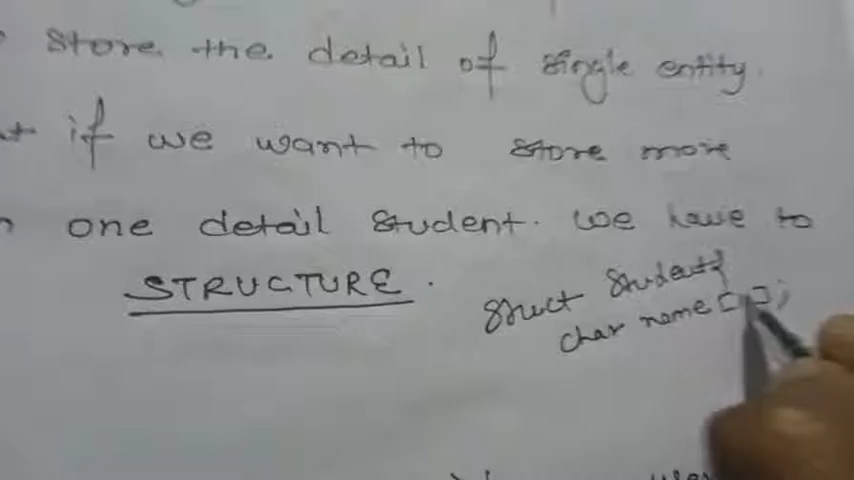 store the detail of single entity.
if we want to store more
one detail student. we have to
STRUCTURE.
struct student{
char name [ ];